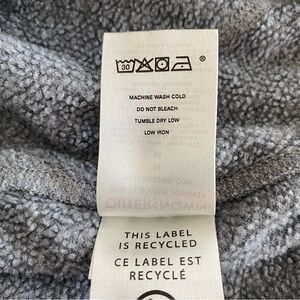 30
®
MACHINE WASH COLD
DO NOT BLEACH
TUMBLE DRY LOW
LOW IRON
OUTERKNOWN
THIS LABEL
IS RECYCLED
CE LABEL EST
RECYCLÉ